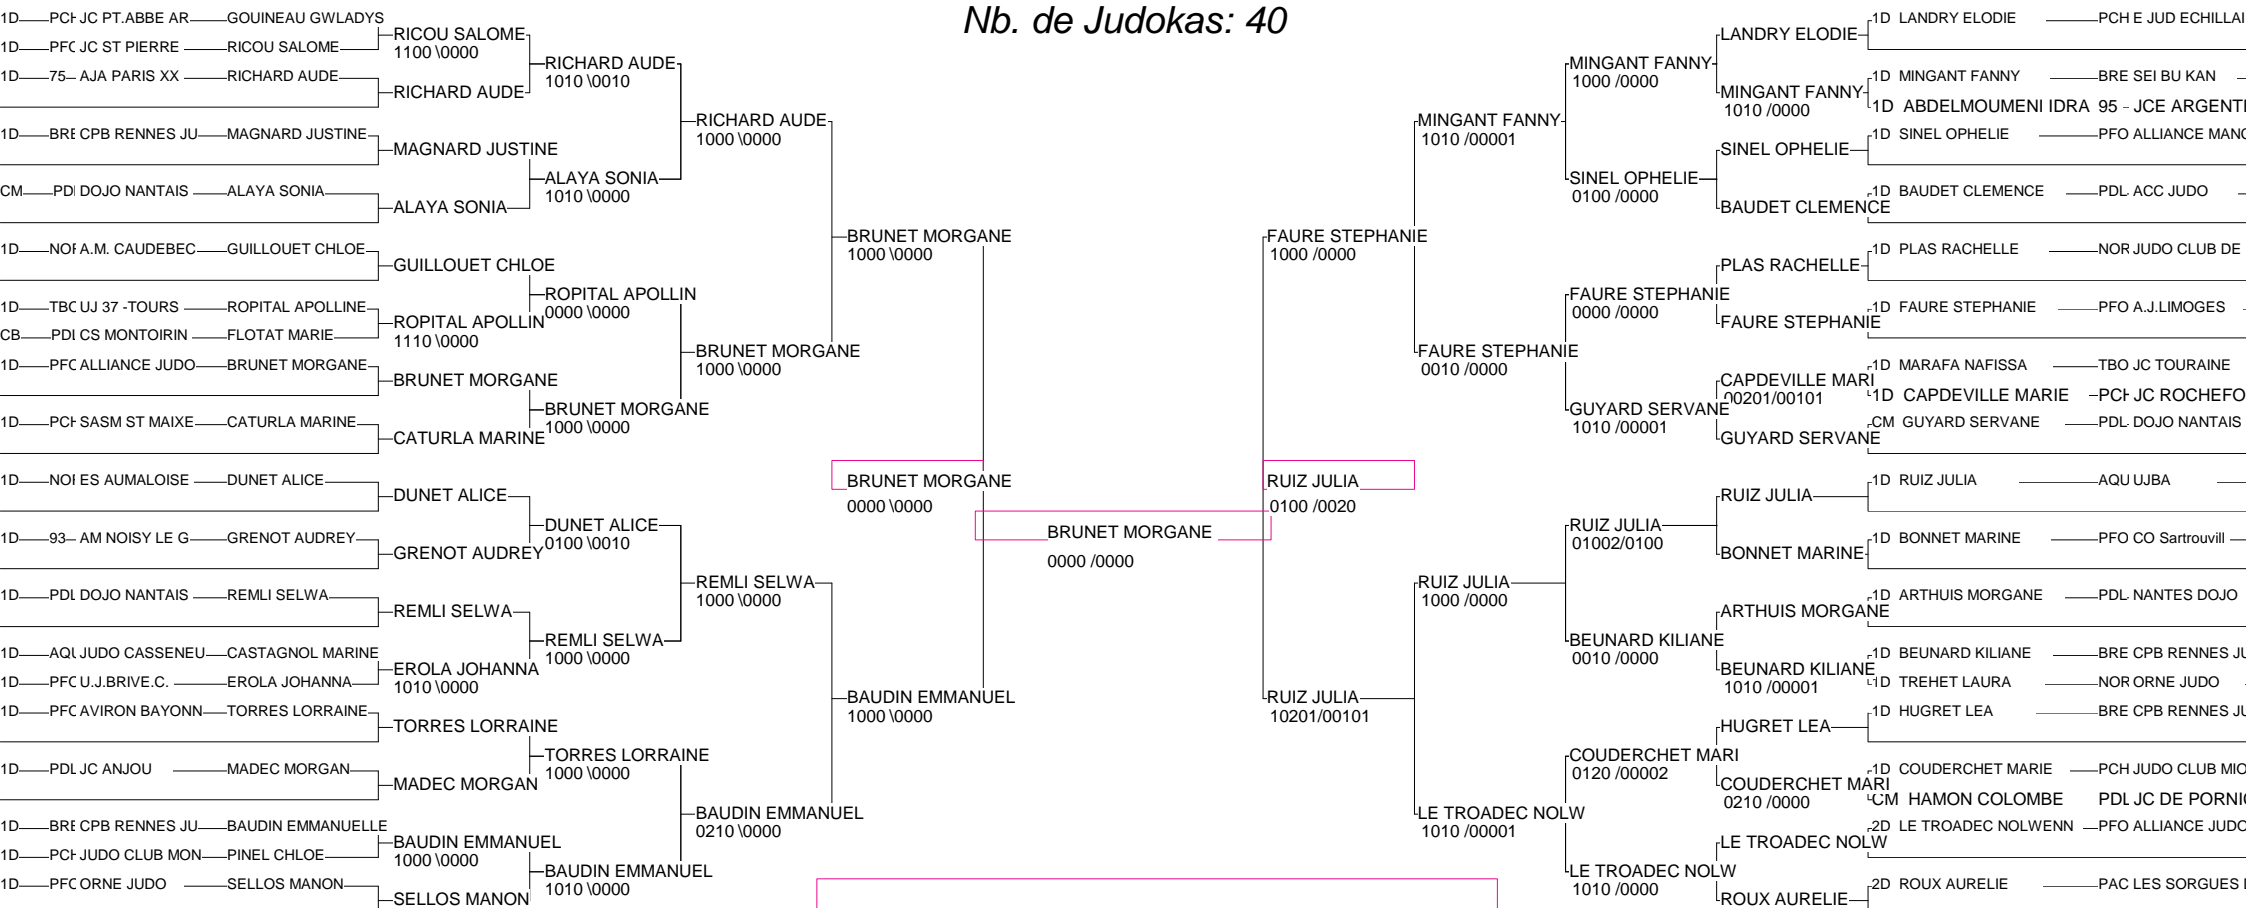 Nb. de Judokas: 40
1D PCH JC PT.ABBE AR GOUINEAU GWLADYS
1D PFO JC ST PIERRE RICOU SALOME
1D 75 AJA PARIS XX RICHARD AUDE
1D BRE CPB RENNES JU MAGNARD JUSTINE
CM PDL DOJO NANTAIS ALAYA SONIA
1D NOR A.M. CAUDEBEC GUILLOUET CHLOE
1D TBO UJ 37 -TOURS ROPITAL APOLLINE
CB PDL CS MONTOIRIN FLOTAT MARIE
1D PFO ALLIANCE JUDO BRUNET MORGANE
1D PCH SASM ST MAIXE CATURLA MARINE
1D NOR ES AUMALOISE DUNET ALICE
1D 93 AM NOISY LE G GRENOT AUDREY
1D PDL DOJO NANTAIS REMLI SELWA
1D AQU JUDO CASSENEU CASTAGNOL MARINE
1D PFO U.J.BRIVE.C. EROLA JOHANNA
1D PFO AVIRON BAYONN TORRES LORRAINE
1D PDL JC ANJOU MADEC MORGAN
1D BRE CPB RENNES JU BAUDIN EMMANUELLE
1D PCH JUDO CLUB MON PINEL CHLOE
1D PFO ORNE JUDO SELLOS MANON
RICOU SALOME
1100 \0000
RICHARD AUDE
MAGNARD JUSTINE
ALAYA SONIA
GUILLOUET CHLOE
ROPITAL APOLLIN
1110 \0000
BRUNET MORGANE
CATURLA MARINE
DUNET ALICE
GRENOT AUDREY
REMLI SELWA
EROLA JOHANNA
1010 \0000
TORRES LORRAINE
MADEC MORGAN
BAUDIN EMMANUEL
1000 \0000
SELLOS MANON
RICHARD AUDE
1010 \0010
ALAYA SONIA
1010 \0000
ROPITAL APOLLIN
0000 \0000
BRUNET MORGANE
1000 \0000
DUNET ALICE
0100 \0010
REMLI SELWA
1000 \0000
TORRES LORRAINE
1000 \0000
BAUDIN EMMANUEL
1010 \0000
RICHARD AUDE
1000 \0000
BRUNET MORGANE
1000 \0000
REMLI SELWA
1000 \0000
BAUDIN EMMANUEL
0210 \0000
BRUNET MORGANE
1000 \0000
BRUNET MORGANE
0000 \0000
BAUDIN EMMANUEL
1000 \0000
BRUNET MORGANE
0000 /0000
FAURE STEPHANIE
1000 /0000
RUIZ JULIA
0100 /0020
RUIZ JULIA
10201/00101
MINGANT FANNY
1010 /00001
FAURE STEPHANIE
0010 /0000
RUIZ JULIA
1000 /0000
LE TROADEC NOLW
1010 /00001
MINGANT FANNY
1000 /0000
SINEL OPHELIE
0100 /0000
FAURE STEPHANIE
0000 /0000
GUYARD SERVANE
1010 /00001
RUIZ JULIA
01002/0100
BEUNARD KILIANE
0010 /0000
COUDERCHET MARI
0120 /00002
LE TROADEC NOLW
1010 /0000
LANDRY ELODIE
MINGANT FANNY
1010 /0000
SINEL OPHELIE
BAUDET CLEMENCE
PLAS RACHELLE
FAURE STEPHANIE
CAPDEVILLE MARI
00201/00101
GUYARD SERVANE
RUIZ JULIA
BONNET MARINE
ARTHUIS MORGANE
BEUNARD KILIANE
1010 /00001
HUGRET LEA
COUDERCHET MARI
0210 /0000
LE TROADEC NOLW
ROUX AURELIE
1D LANDRY ELODIE PCH E JUD ECHILLAI
1D MINGANT FANNY BRE SEI BU KAN
1D ABDELMOUMENI IDRA 95 - JCE ARGENT
1D SINEL OPHELIE PFO ALLIANCE MANO
1D BAUDET CLEMENCE PDL ACC JUDO
1D PLAS RACHELLE NOR JUDO CLUB DE
1D FAURE STEPHANIE PFO A.J.LIMOGES
1D MARAFA NAFISSA TBO JC TOURAINE
1D CAPDEVILLE MARIE PCH JC ROCHEFO
CM GUYARD SERVANE PDL DOJO NANTAIS
1D RUIZ JULIA AQU UJBA
1D BONNET MARINE PFO CO Sartrouvill
1D ARTHUIS MORGANE PDL NANTES DOJO
1D BEUNARD KILIANE BRE CPB RENNES JU
1D TREHET LAURA NOR ORNE JUDO
1D HUGRET LEA BRE CPB RENNES JU
1D COUDERCHET MARIE PCH JUDO CLUB MIO
CM HAMON COLOMBE PDL JC DE PORNI
2D LE TROADEC NOLWENN PFO ALLIANCE JUDO
2D ROUX AURELIE PAC LES SORGUES